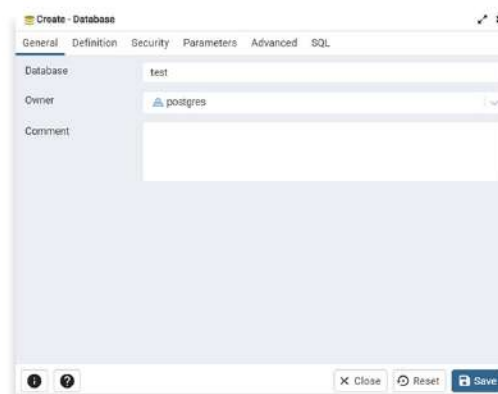 Create - Database
General Definition Security Parameters Advanced SQL
Database test
Owner postgres
Comment
Close Reset Save